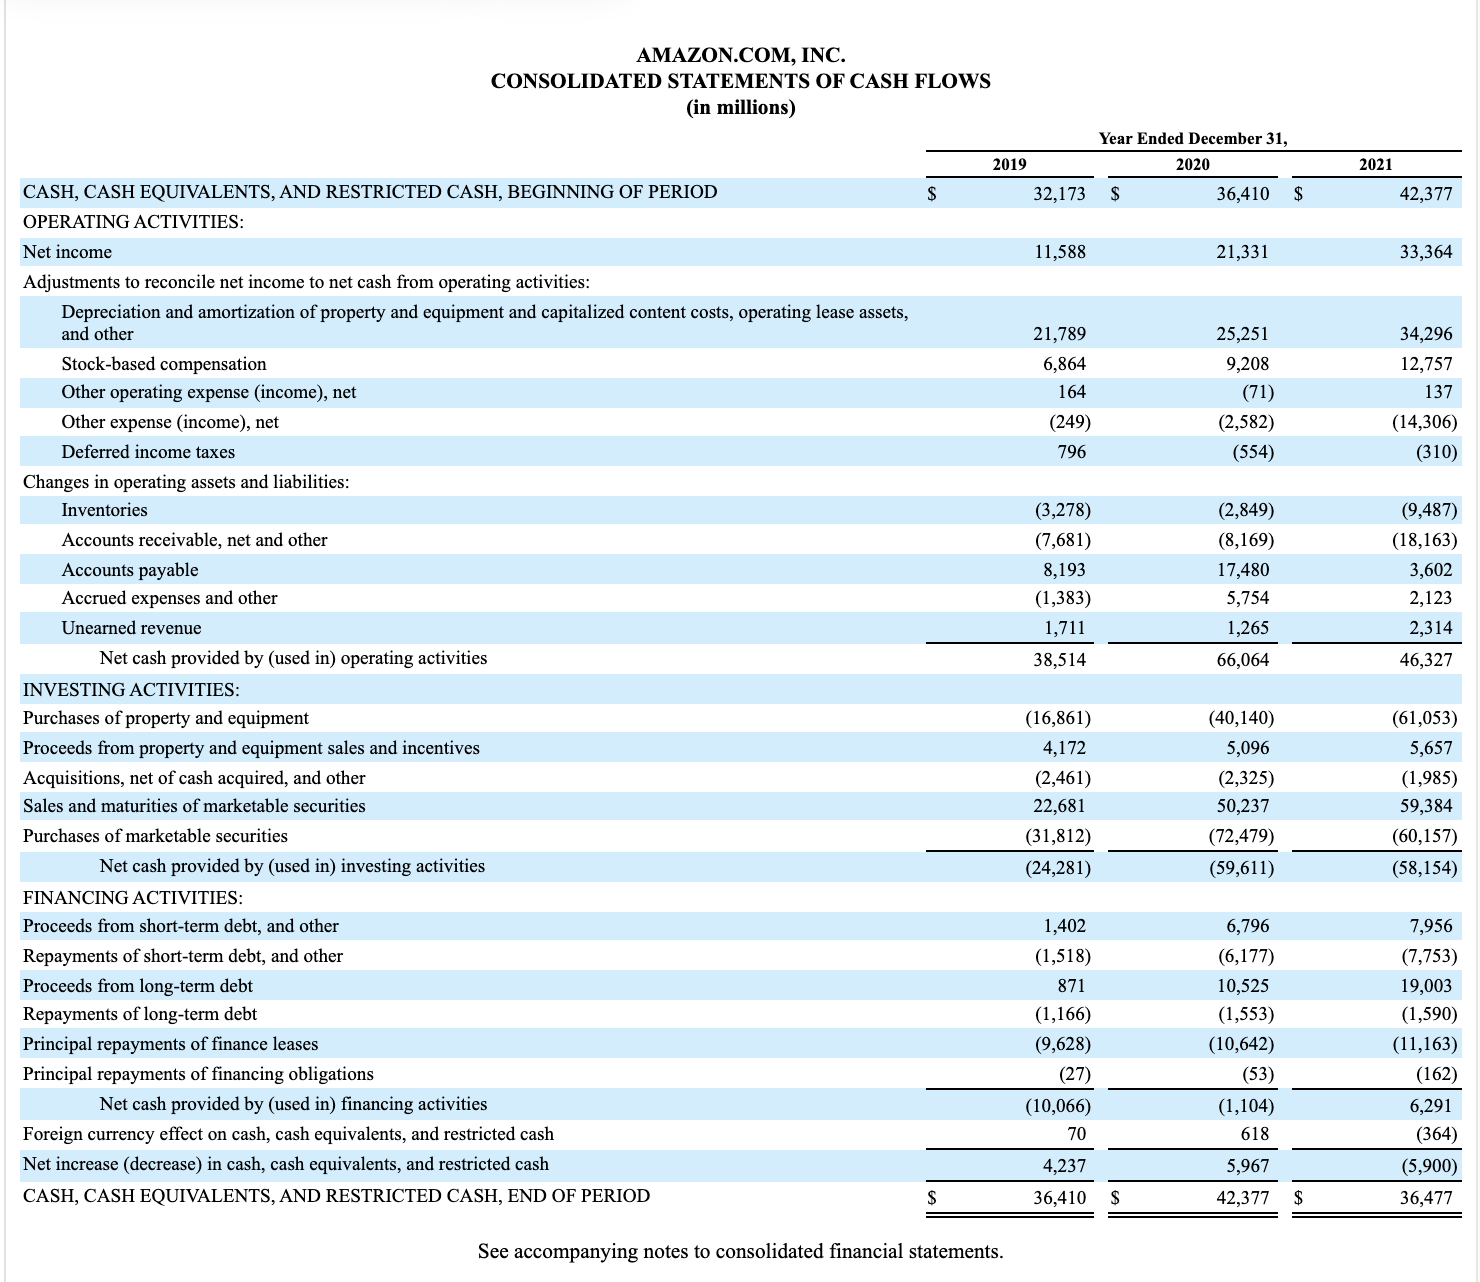 AMAZON.COM, INC.
CONSOLIDATED STATEMENTS OF CASH FLOWS
(in millions)
Year Ended December 31,
2019 2020 2021
CASH, CASH EQUIVALENTS, AND RESTRICTED CASH, BEGINNING OF PERIOD $ 32,173 $ 36,410 $ 42,377
OPERATING ACTIVITIES:
Net income 11,588 21,331 33,364
Adjustments to reconcile net income to net cash from operating activities:
Depreciation and amortization of property and equipment and capitalized content costs, operating lease assets,
and other 21,789 25,251 34,296
Stock-based compensation 6,864 9,208 12,757
Other operating expense (income), net 164 (71) 137
Other expense (income), net (249) (2,582) (14,306)
Deferred income taxes 796 (554) (310)
Changes in operating assets and liabilities:
Inventories (3,278) (2,849) (9,487)
Accounts receivable, net and other (7,681) (8,169) (18,163)
Accounts payable 8,193 17,480 3,602
Accrued expenses and other (1,383) 5,754 2,123
Unearned revenue 1,711 1,265 2,314
Net cash provided by (used in) operating activities 38,514 66,064 46,327
INVESTING ACTIVITIES:
Purchases of property and equipment (16,861) (40,140) (61,053)
Proceeds from property and equipment sales and incentives 4,172 5,096 5,657
Acquisitions, net of cash acquired, and other (2,461) (2,325) (1,985)
Sales and maturities of marketable securities 22,681 50,237 59,384
Purchases of marketable securities (31,812) (72,479) (60,157)
Net cash provided by (used in) investing activities (24,281) (59,611) (58,154)
FINANCING ACTIVITIES:
Proceeds from short-term debt, and other 1,402 6,796 7,956
Repayments of short-term debt, and other (1,518) (6,177) (7,753)
Proceeds from long-term debt 871 10,525 19,003
Repayments of long-term debt (1,166) (1,553) (1,590)
Principal repayments of finance leases (9,628) (10,642) (11,163)
Principal repayments of financing obligations (27) (53) (162)
Net cash provided by (used in) financing activities (10,066) (1,104) 6,291
Foreign currency effect on cash, cash equivalents, and restricted cash 70 618 (364)
Net increase (decrease) in cash, cash equivalents, and restricted cash 4,237 5,967 (5,900)
CASH, CASH EQUIVALENTS, AND RESTRICTED CASH, END OF PERIOD $ 36,410 $ 42,377 $ 36,477
See accompanying notes to consolidated financial statements.